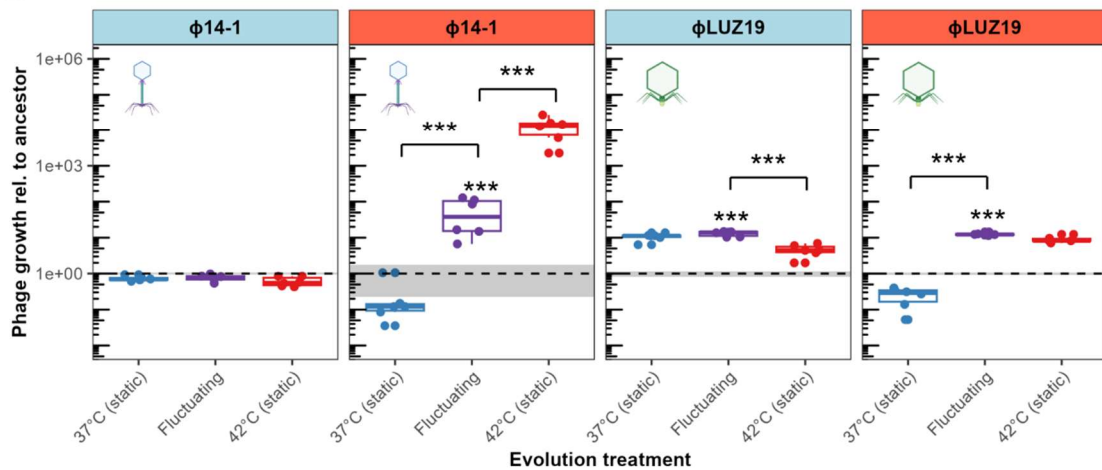 ϕ14-1
ϕ14-1
ϕLUZ19
ϕLUZ19
Phage growth rel. to ancestor
1e+06
1e+03
1e+00
***
***
***
***
***
***
***
37°C (static)
Fluctuating
42°C (static)
37°C (static)
Fluctuating
42°C (static)
37°C (static)
Fluctuating
42°C (static)
37°C (static)
Fluctuating
42°C (static)
Evolution treatment